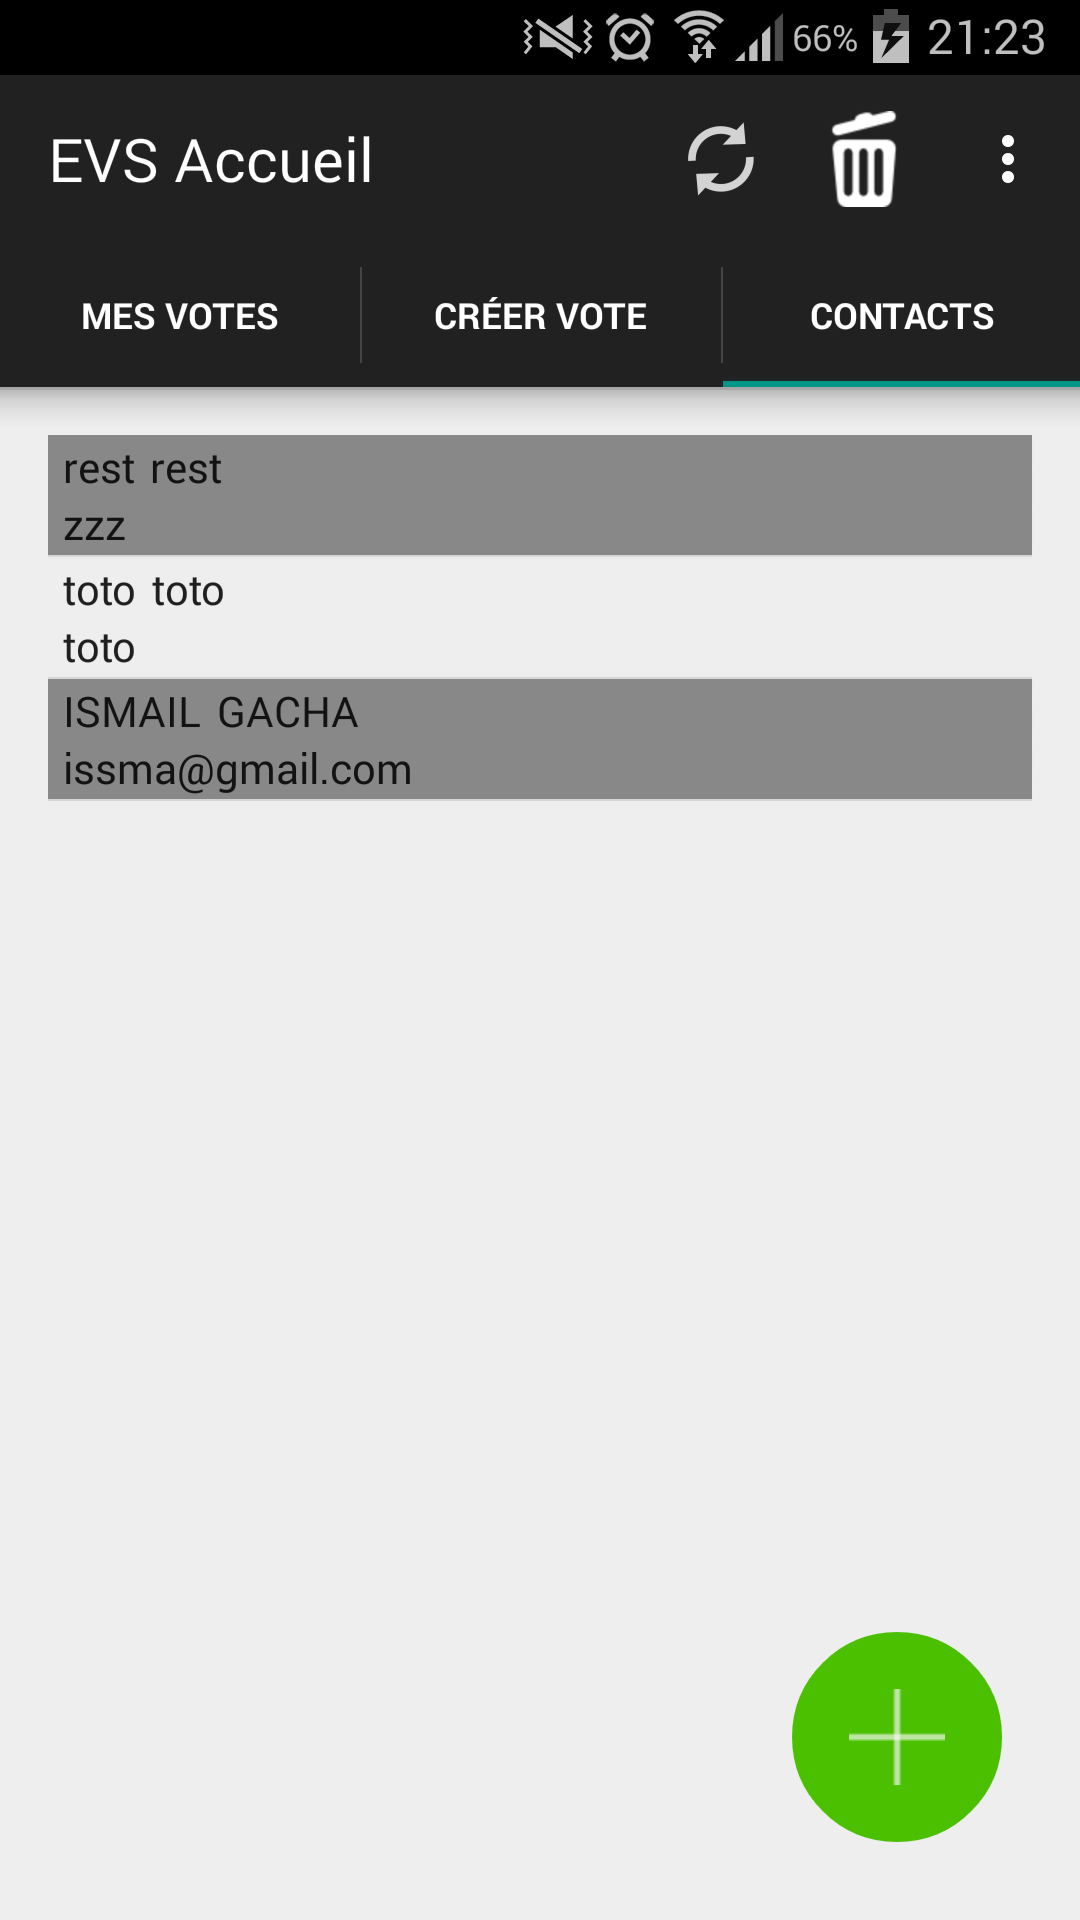 66% 21:23
EVS Accueil
MES VOTES CRÉER VOTE CONTACTS
rest rest
zzz
toto toto
toto
ISMAIL GACHA
issma@gmail.com